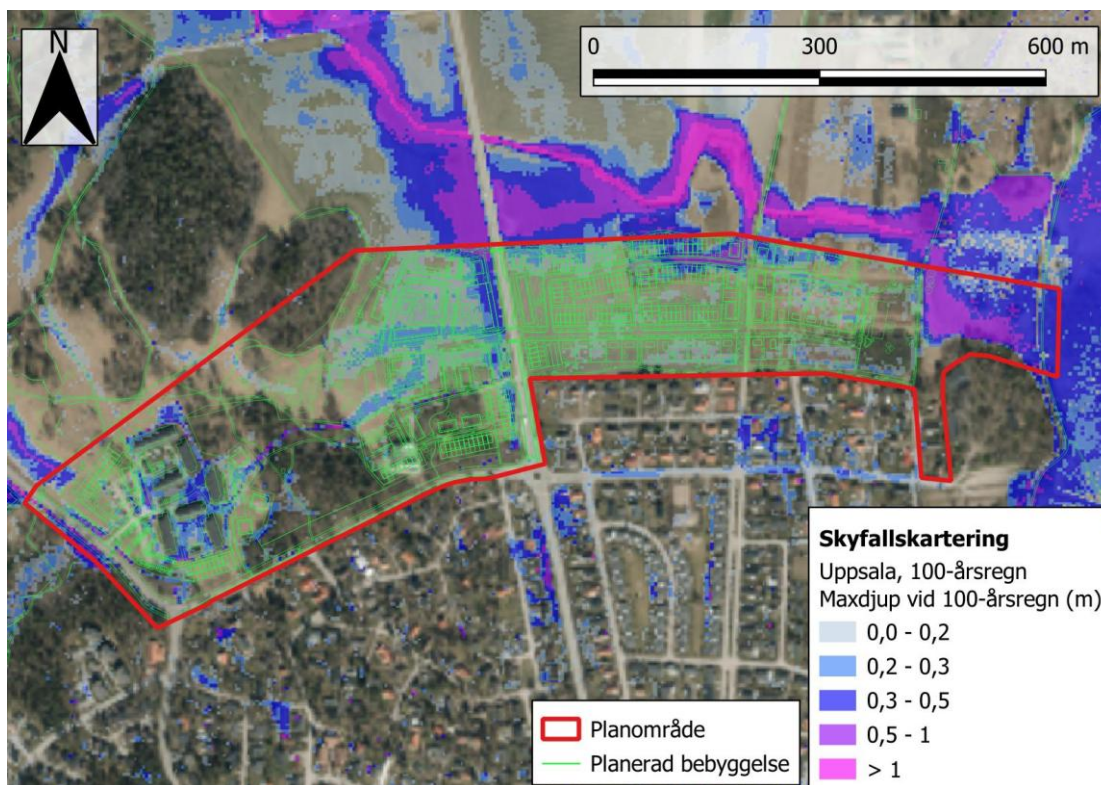 N
0 300 600 m
Skyfallskartering
Uppsala, 100-årsregn
Maxdjup vid 100-årsregn (m)
0,0 - 0,2
0,2 - 0,3
0,3 - 0,5
0,5 - 1
> 1
Planområde
Planerad bebyggelse